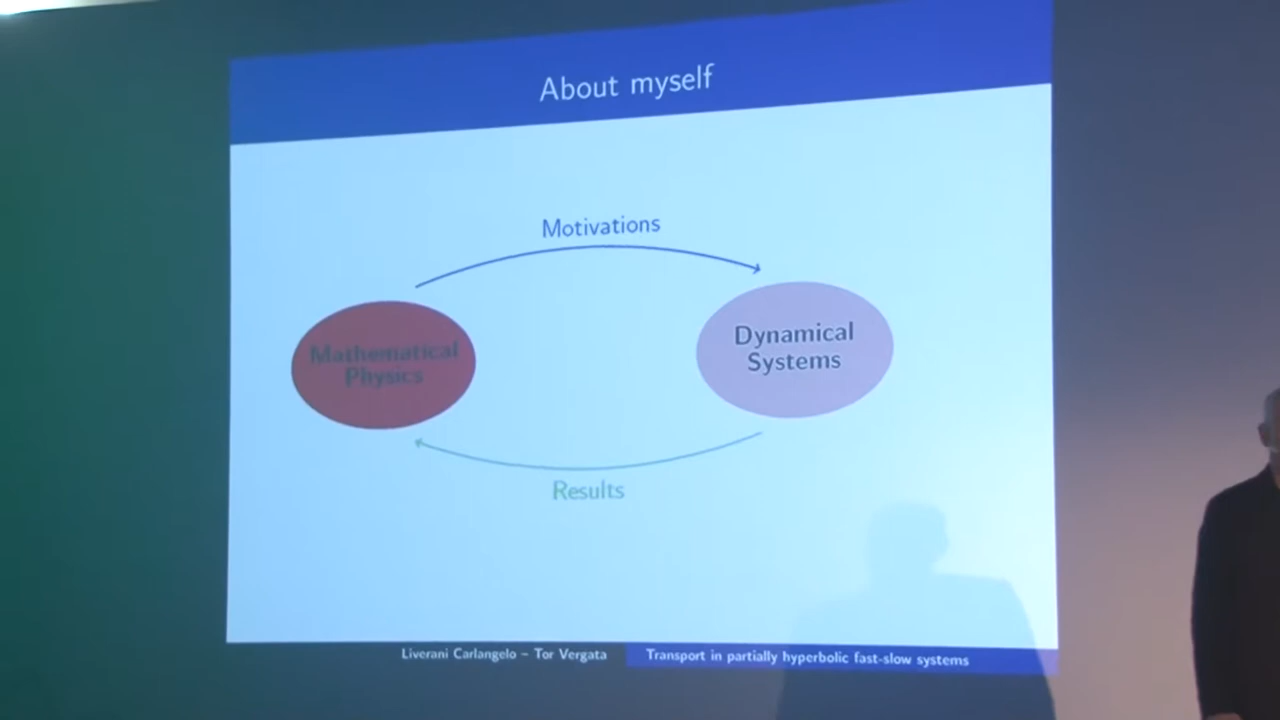 About myself
Motivations
Mathematical
Physics
Dynamical
Systems
Results
Liverani Carlangelo – Tor Vergata
Transport in partially hyperbolic fast-slow systems